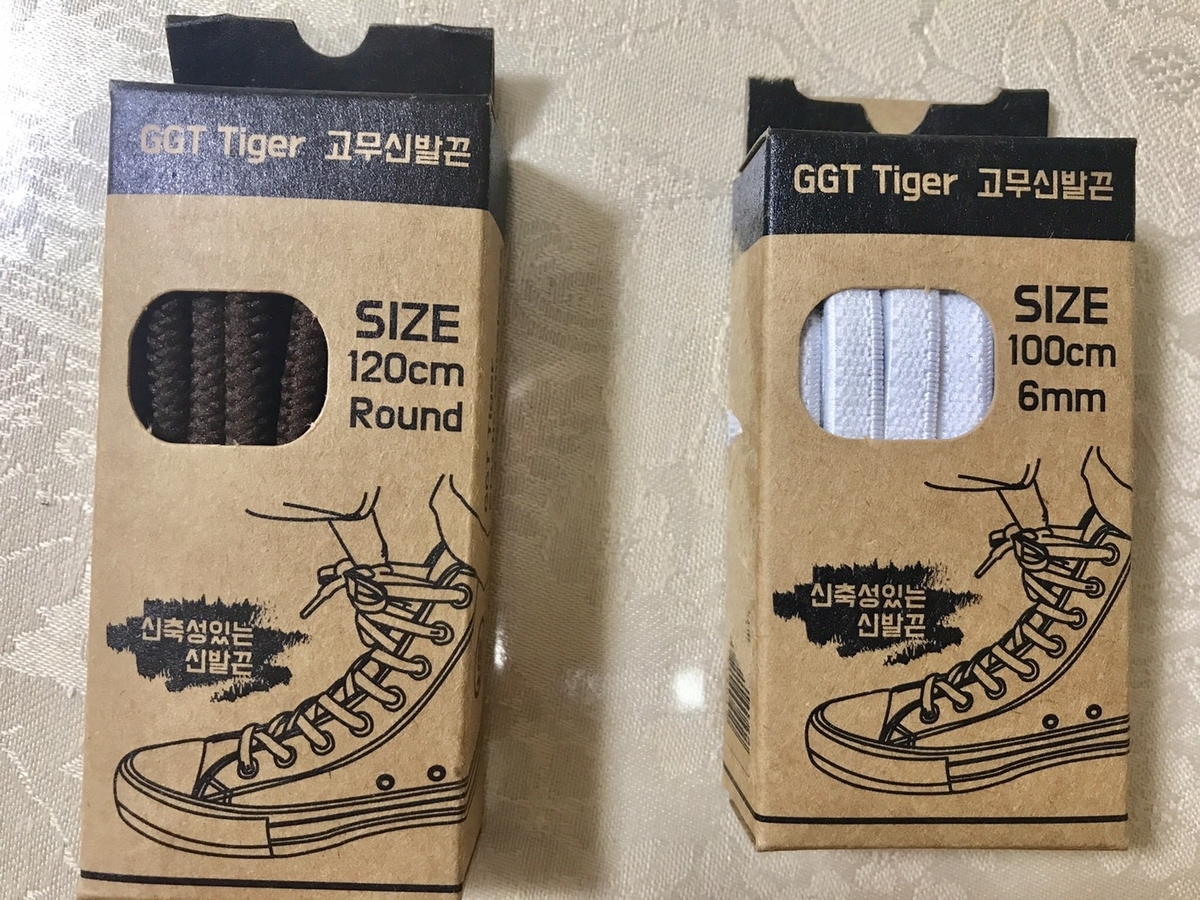 GGT Tiger 고무신발끈
SIZE
120cm
Round
신축성있는
신발끈
GGT Tiger 고무신발끈
SIZE
100cm
6mm
신축성있는
신발끈